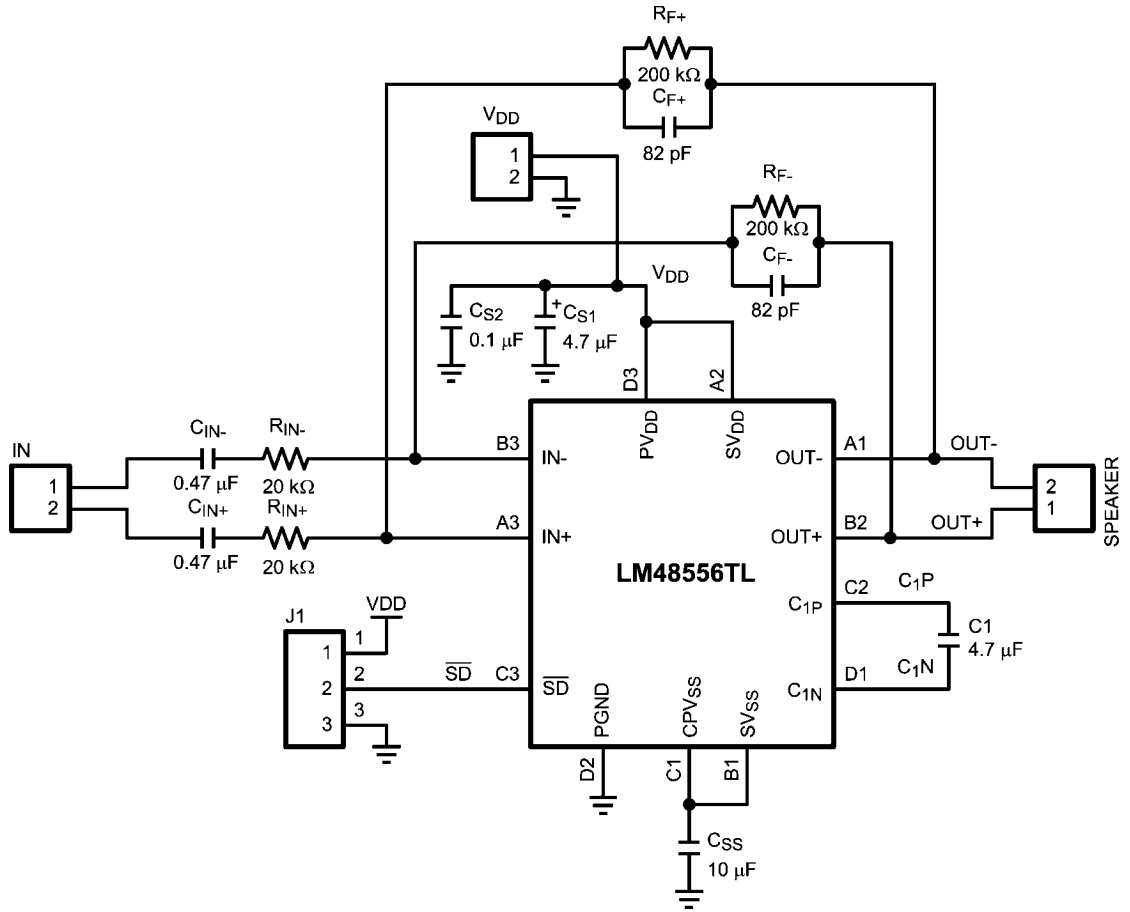 RF+
200 kΩ
CF+
82 pF
VDD
1
2
RF-
200 kΩ
CF-
82 pF
VDD
CS2
0.1 µF
+
CS1
4.7 µF
D3
A2
PVDD
SVDD
IN
1
2
CIN-
0.47 µF
RIN-
20 kΩ
CIN+
0.47 µF
RIN+
20 kΩ
B3
IN-
A3
IN+
OUT-
A1
OUT-
OUT+
B2
OUT+
2
1
SPEAKER
LM48556TL
C1P
C2
C1P
C1
4.7 µF
C1N
D1
C1N
J1
VDD
1
1
2
2
3
3
SD
C3
SD
PGND
CPVSS
SVSS
D2
C1
B1
CSS
10 µF